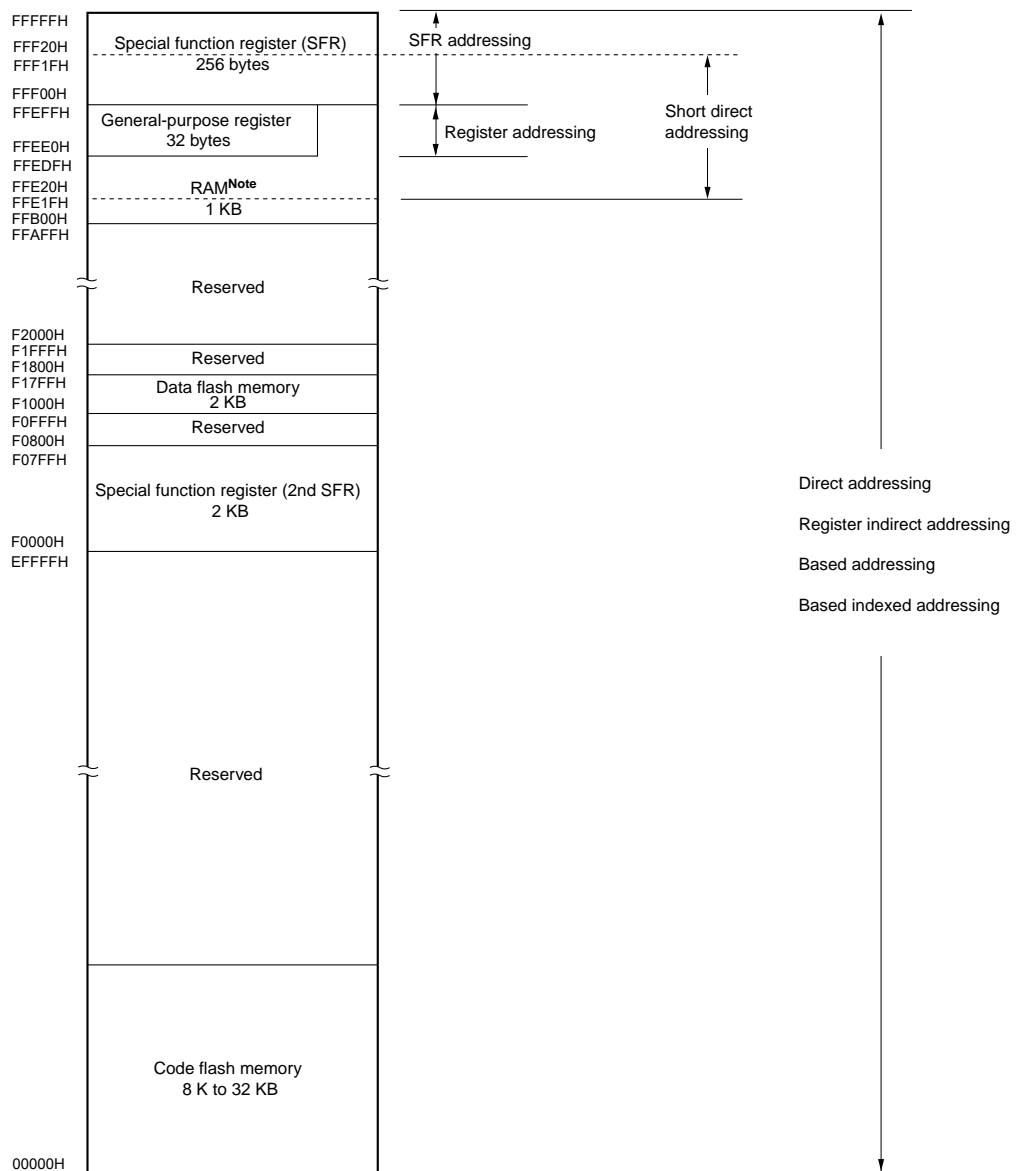 FFFFFH
FFF20H
FFF1FH
FFF00H
FFEFFH
FFEE0H
FFEDFH
FFE20H
FFE1FH
FFB00H
FFAFFH
F2000H
F1FFFH
F1800H
F17FFH
F1000H
F0FFFH
F0800H
F07FFH
F0000H
EFFFFH
00000H
Special function register (SFR)
256 bytes
General-purpose register
32 bytes
RAMNote
1 KB
Reserved
Reserved
Data flash memory
2 KB
Reserved
Special function register (2nd SFR)
2 KB
Reserved
Code flash memory
8 K to 32 KB
SFR addressing
Register addressing
Short direct
addressing
Direct addressing
Register indirect addressing
Based addressing
Based indexed addressing